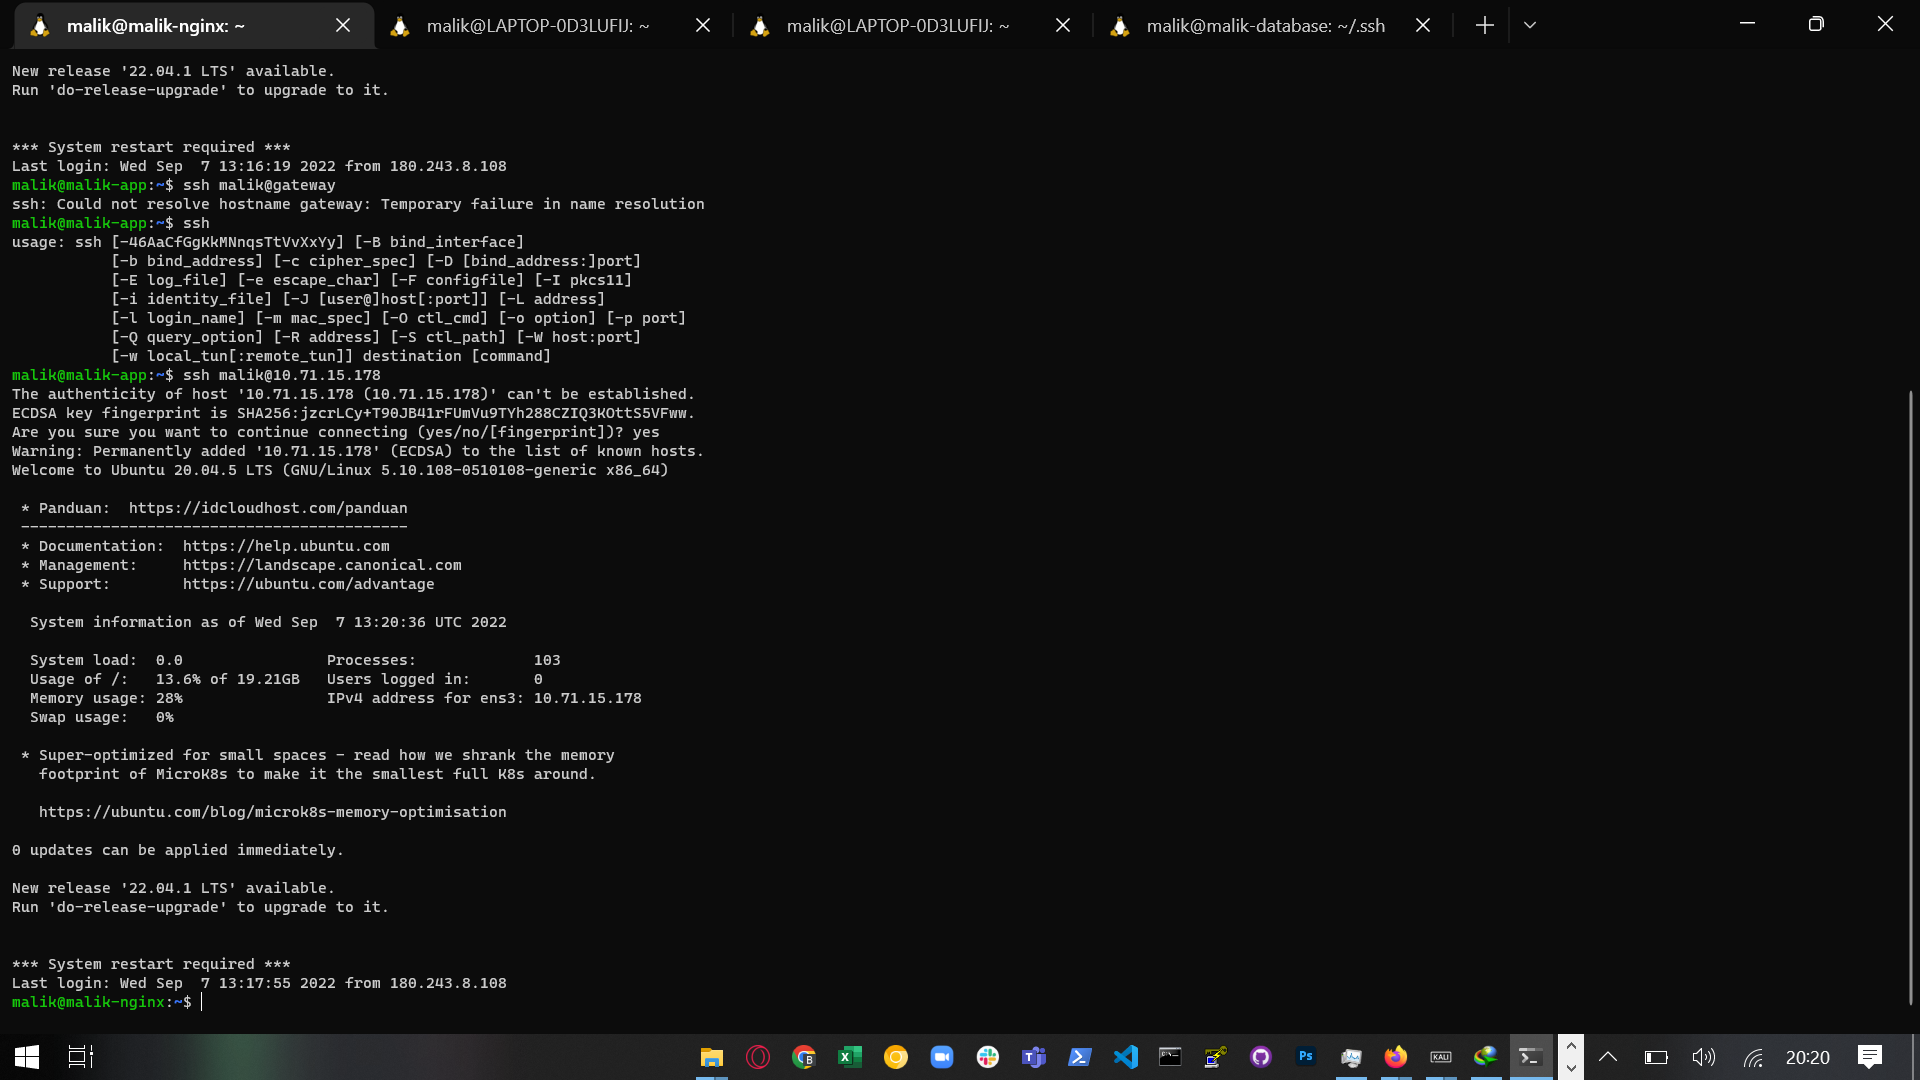 malik@malik-nginx: ~
malik@LAPTOP-0D3LUFIJ: ~
malik@LAPTOP-0D3LUFIJ: ~
malik@malik-database: ~/.ssh
New release '22.04.1 LTS' available.
Run 'do-release-upgrade' to upgrade to it.
*** System restart required ***
Last login: Wed Sep  7 13:16:19 2022 from 180.243.8.108
malik@malik-app:~$ ssh malik@gateway
ssh: Could not resolve hostname gateway: Temporary failure in name resolution
malik@malik-app:~$ ssh
usage: ssh [-46AaCfGgKkMNnqsTtVvXxYy] [-B bind_interface]
           [-b bind_address] [-c cipher_spec] [-D [bind_address:]port]
           [-E log_file] [-e escape_char] [-F configfile] [-I pkcs11]
           [-i identity_file] [-J [user@]host[:port]] [-L address]
           [-l login_name] [-m mac_spec] [-O ctl_cmd] [-o option] [-p port]
           [-Q query_option] [-R address] [-S ctl_path] [-W host:port]
           [-w local_tun[:remote_tun]] destination [command]
malik@malik-app:~$ ssh malik@10.71.15.178
The authenticity of host '10.71.15.178 (10.71.15.178)' can't be established.
ECDSA key fingerprint is SHA256:jzcrLCy+T90JB41rFUmVu9TYh288CZIQ3KOttS5VFww.
Are you sure you want to continue connecting (yes/no/[fingerprint])? yes
Warning: Permanently added '10.71.15.178' (ECDSA) to the list of known hosts.
Welcome to Ubuntu 20.04.5 LTS (GNU/Linux 5.10.108-0510108-generic x86_64)
 * Panduan:  https://idcloudhost.com/panduan
 -------------------------------------------
 * Documentation:  https://help.ubuntu.com
 * Management:     https://landscape.canonical.com
 * Support:        https://ubuntu.com/advantage
  System information as of Wed Sep  7 13:20:36 UTC 2022
  System load:  0.0                Processes:             103
  Usage of /:   13.6% of 19.21GB   Users logged in:       0
  Memory usage: 28%                IPv4 address for ens3: 10.71.15.178
  Swap usage:   0%
 * Super-optimized for small spaces - read how we shrank the memory
   footprint of MicroK8s to make it the smallest full K8s around.
   https://ubuntu.com/blog/microk8s-memory-optimisation
0 updates can be applied immediately.
New release '22.04.1 LTS' available.
Run 'do-release-upgrade' to upgrade to it.
*** System restart required ***
Last login: Wed Sep  7 13:17:55 2022 from 180.243.8.108
malik@malik-nginx:~$
B
Ps
KALI
20:20